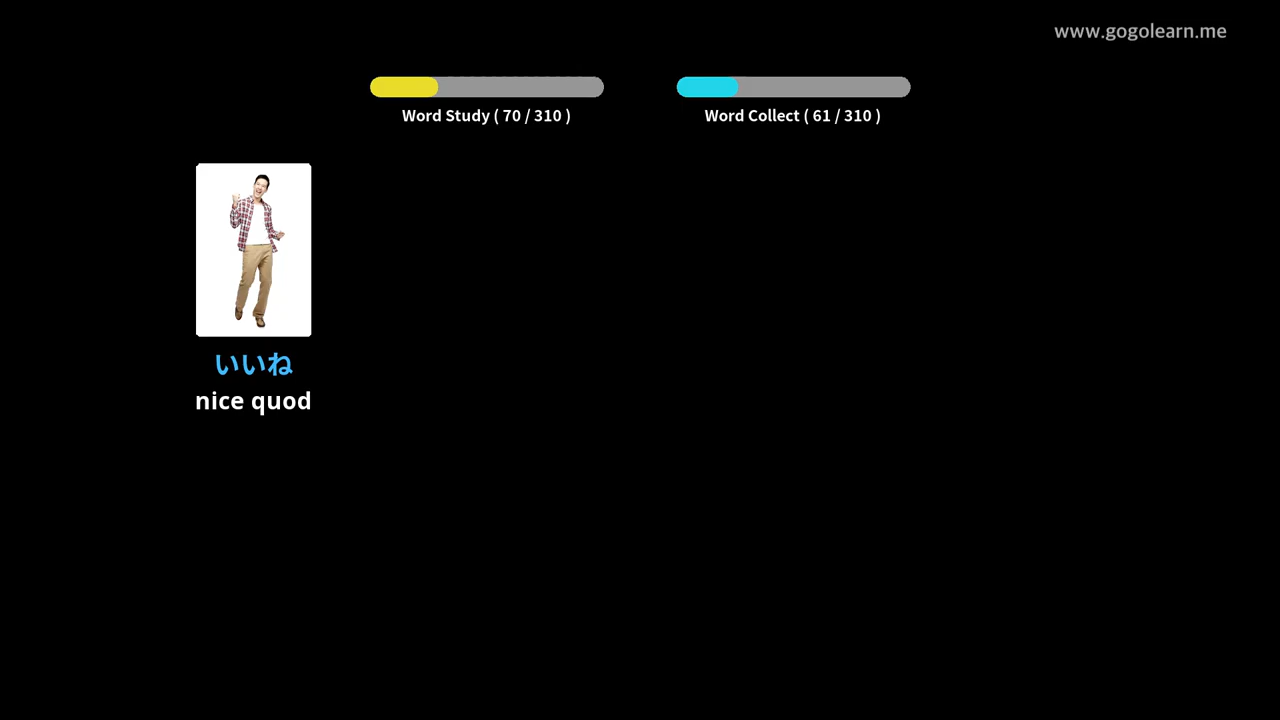 www.gogolearn.me
Word Study ( 70 / 310 )
Word Collect ( 61 / 310 )
いいね
nice quod